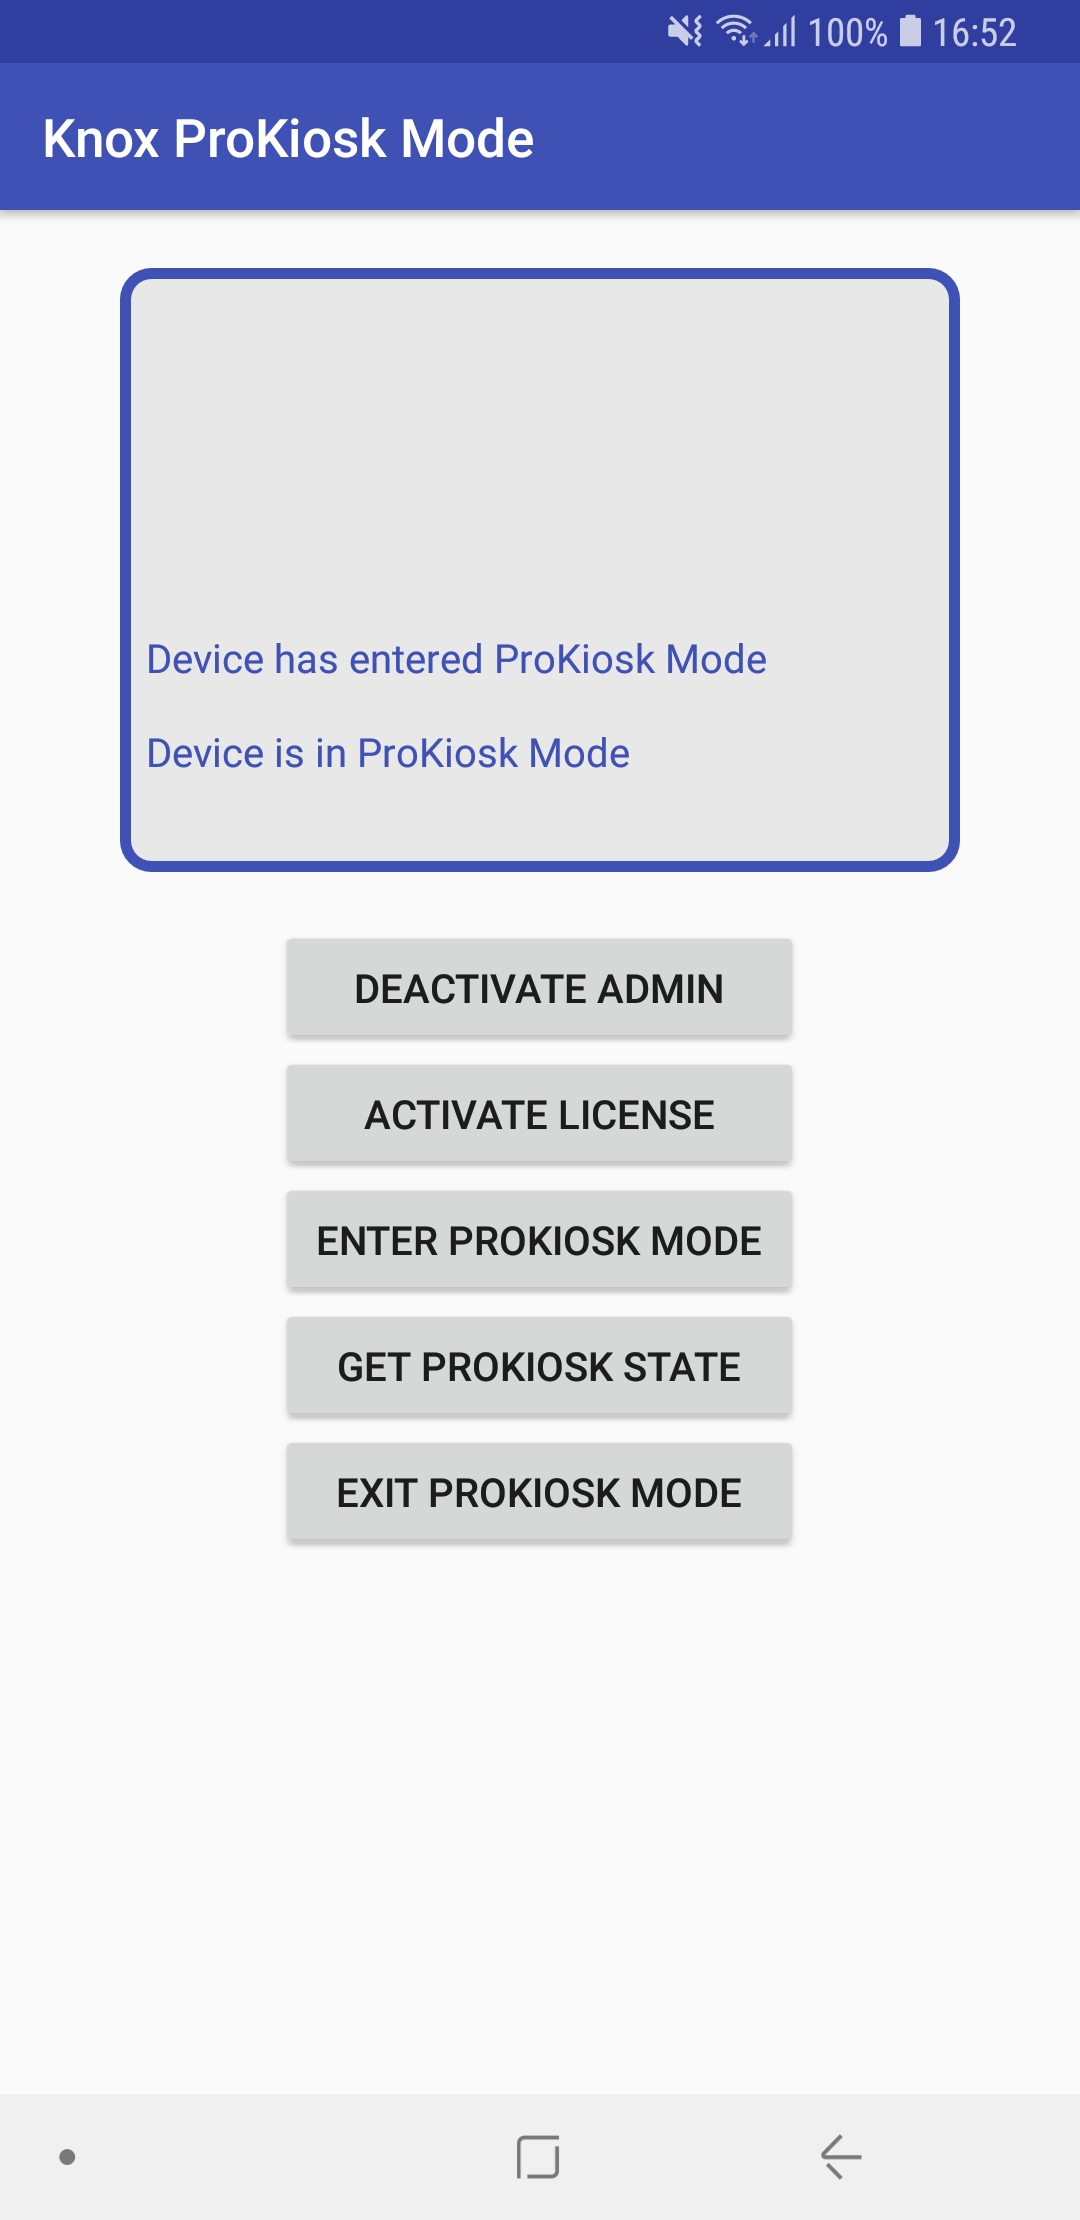 100% 16:52
Knox ProKiosk Mode
Device has entered ProKiosk Mode
Device is in ProKiosk Mode
DEACTIVATE ADMIN
ACTIVATE LICENSE
ENTER PROKIOSK MODE
GET PROKIOSK STATE
EXIT PROKIOSK MODE